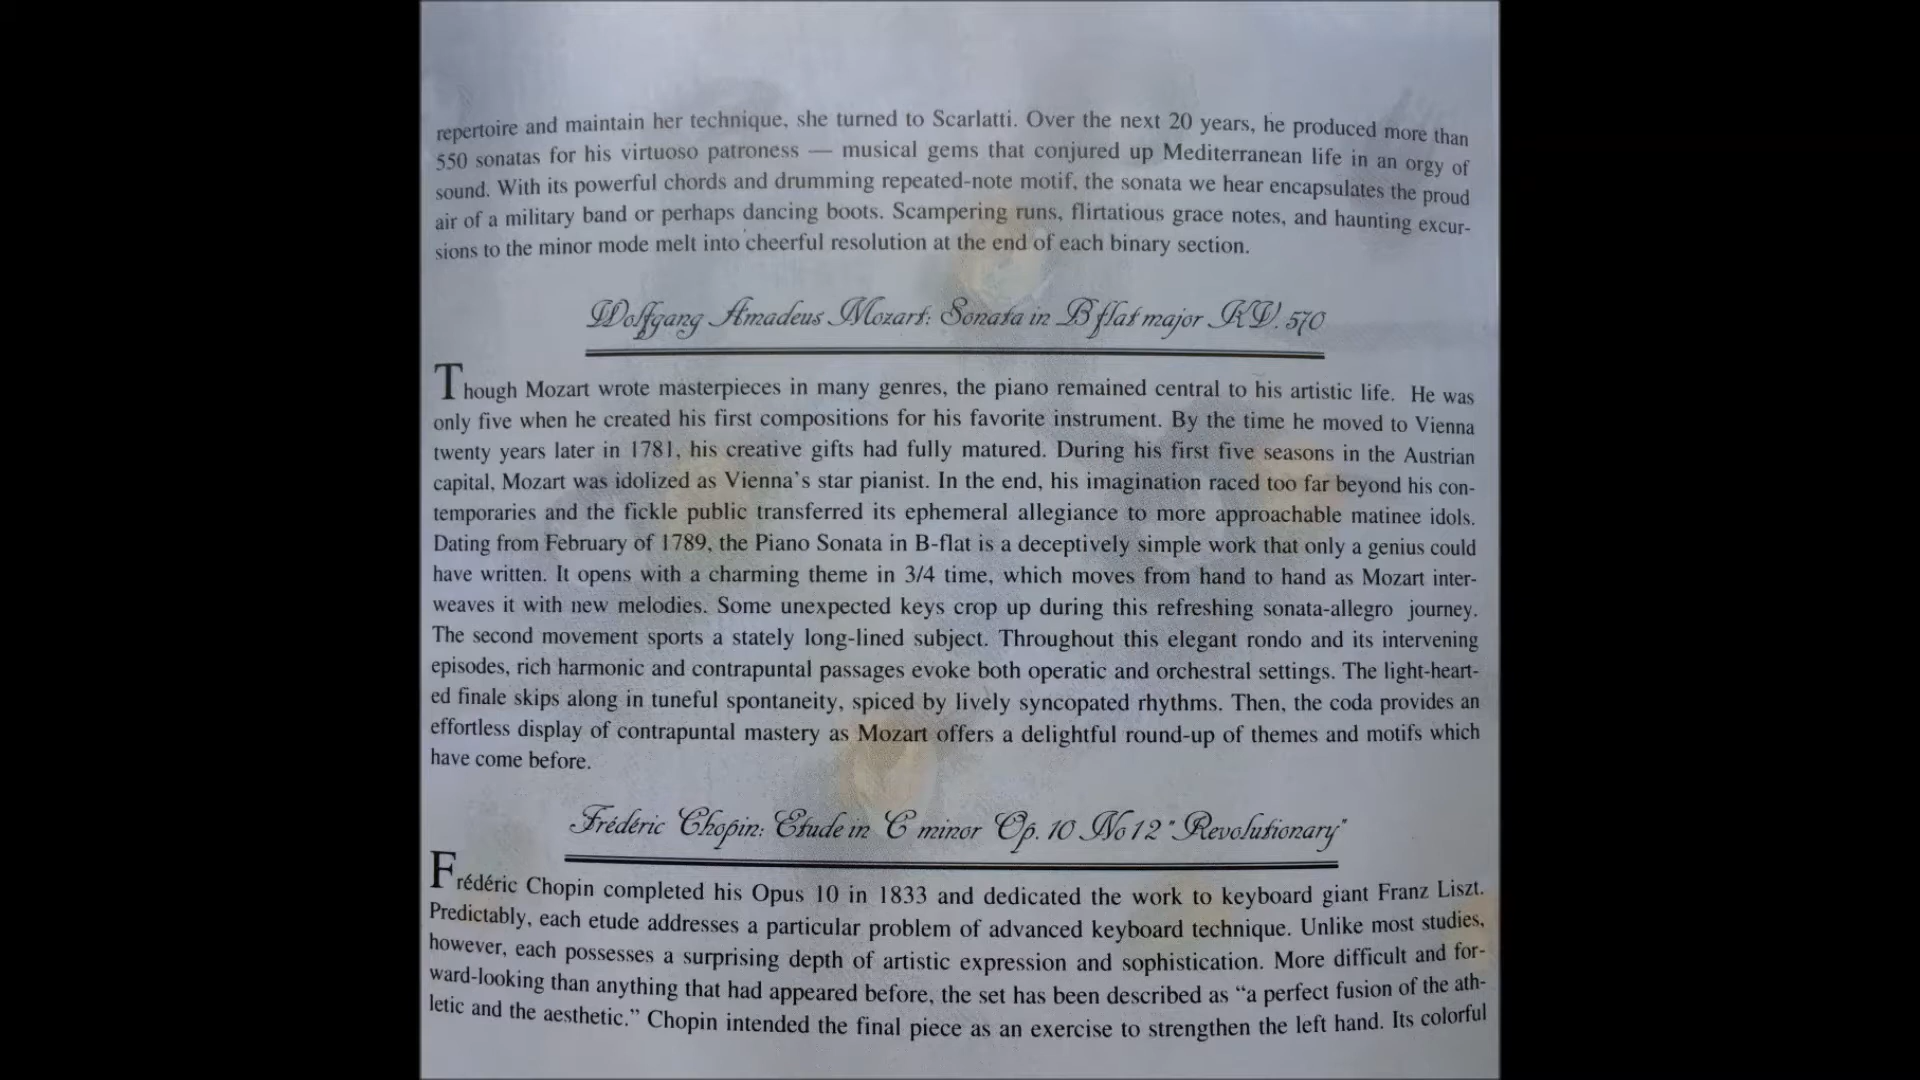 repertoire and maintain her technique, she turned to Scarlatti. Over the next 20 years, he produced more than
550 sonatas for his virtuoso patroness — musical gems that conjured up Mediterranean life in an orgy of
sound. With its powerful chords and drumming repeated-note motif, the sonata we hear encapsulates the proud
air of a military band or perhaps dancing boots. Scampering runs, flirtatious grace notes, and haunting excur-
sions to the minor mode melt into cheerful resolution at the end of each binary section.
Wolfgang Amadeus Mozart: Sonata in B flat major KV. 570
Though Mozart wrote masterpieces in many genres, the piano remained central to his artistic life. He was
only five when he created his first compositions for his favorite instrument. By the time he moved to Vienna
twenty years later in 1781, his creative gifts had fully matured. During his first five seasons in the Austrian
capital, Mozart was idolized as Vienna's star pianist. In the end, his imagination raced too far beyond his con-
temporaries and the fickle public transferred its ephemeral allegiance to more approachable matinee idols.
Dating from February of 1789, the Piano Sonata in B-flat is a deceptively simple work that only a genius could
have written. It opens with a charming theme in 3/4 time, which moves from hand to hand as Mozart inter-
weaves it with new melodies. Some unexpected keys crop up during this refreshing sonata-allegro journey.
The second movement sports a stately long-lined subject. Throughout this elegant rondo and its intervening
episodes, rich harmonic and contrapuntal passages evoke both operatic and orchestral settings. The light-heart-
ed finale skips along in tuneful spontaneity, spiced by lively syncopated rhythms. Then, the coda provides an
effortless display of contrapuntal mastery as Mozart offers a delightful round-up of themes and motifs which
have come before.
Frédéric Chopin: Etude in C minor Op. 10 No 12 "Revolutionary"
Frédéric Chopin completed his Opus 10 in 1833 and dedicated the work to keyboard giant Franz Liszt.
Predictably, each etude addresses a particular problem of advanced keyboard technique. Unlike most studies,
however, each possesses a surprising depth of artistic expression and sophistication. More difficult and for-
ward-looking than anything that had appeared before, the set has been described as “a perfect fusion of the ath-
letic and the aesthetic.” Chopin intended the final piece as an exercise to strengthen the left hand. Its colorful